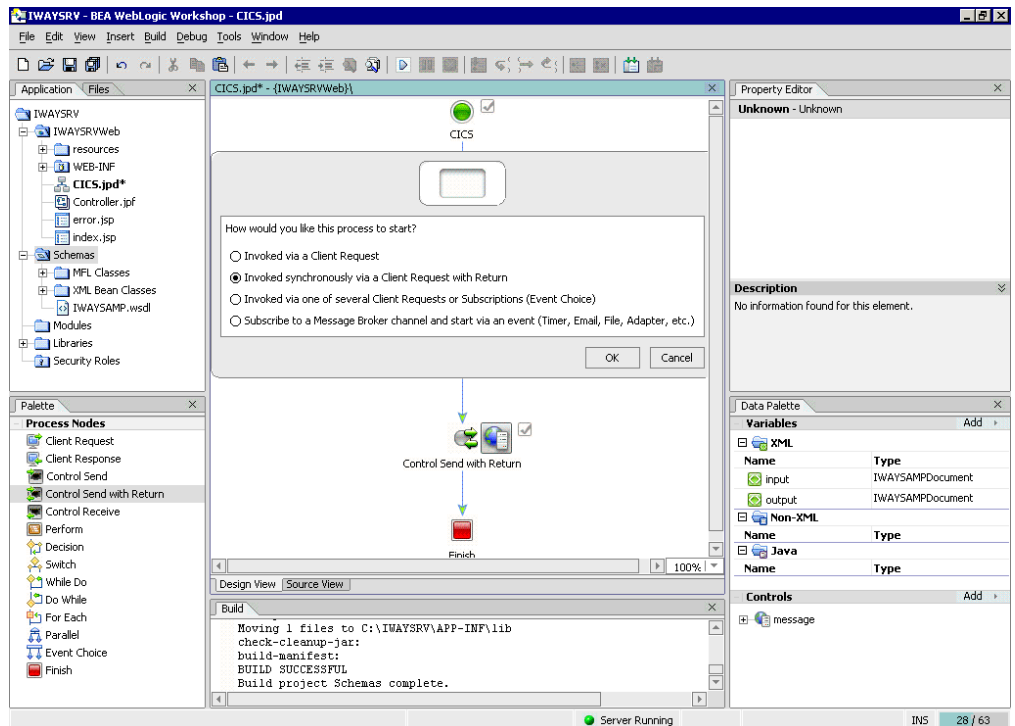 IWAYSRV - BEA WebLogic Workshop - CICS.jpd
File Edit View Insert Build Debug Tools Window Help
Application Files
IWAYSRV
IWAYSRVWeb
resources
WEB-INF
CICS.jpd*
Controller.jpf
error.jsp
index.jsp
Schemas
MFL Classes
XML Bean Classes
IWAYSAMP.wsdl
Modules
Libraries
Security Roles
Palette
Process Nodes
Client Request
Client Response
Control Send
Control Send with Return
Control Receive
Perform
Decision
Switch
While Do
Do While
For Each
Parallel
Event Choice
Finish
CICS.jpd* - {IWAYSRVWeb}\
CICS
How would you like this process to start?
Invoked via a Client Request
Invoked synchronously via a Client Request with Return
Invoked via one of several Client Requests or Subscriptions (Event Choice)
Subscribe to a Message Broker channel and start via an event (Timer, Email, File, Adapter, etc.)
OK Cancel
Control Send with Return
Finish
100%
Design View Source View
Build
Moving 1 files to C:\IWAYSRV\APP-INF\lib
check-cleanup-jar:
build-manifest:
BUILD SUCCESSFUL
Build project Schemas complete.
Property Editor
Unknown - Unknown
Description
No information found for this element.
Data Palette
Variables Add
XML
Name Type
input IWAYSAMPDocument
output IWAYSAMPDocument
Non-XML
Name Type
Java
Name Type
Controls Add
message
Server Running INS 28 / 63